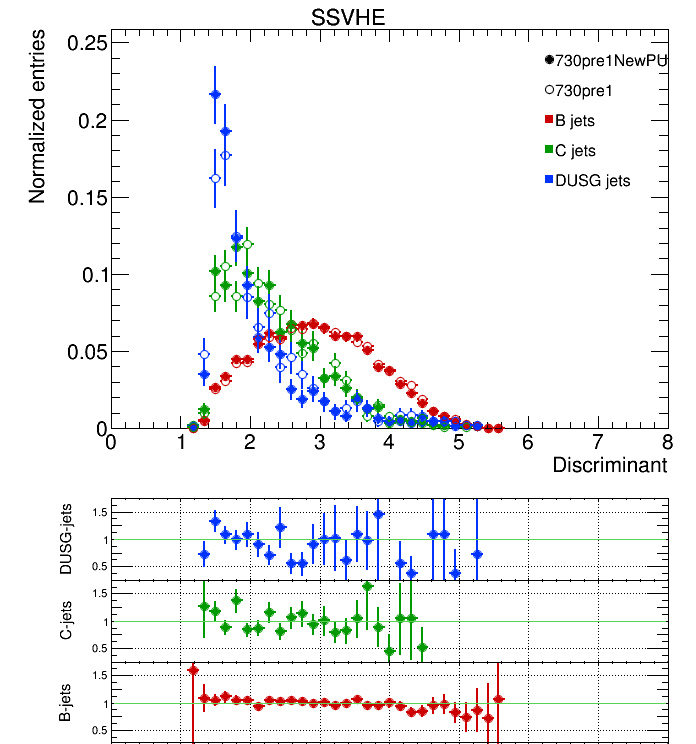 SSVHE
Normalized entries
0.25
0.2
0.15
0.1
0.05
0
730pre1NewPU
730pre1
B jets
C jets
DUSG jets
0 1 2 3 4 5 6 7 8
Discriminant
DUSG-jets
1.5
1
0.5
C-jets
1.5
1
0.5
B-jets
1.5
1
0.5